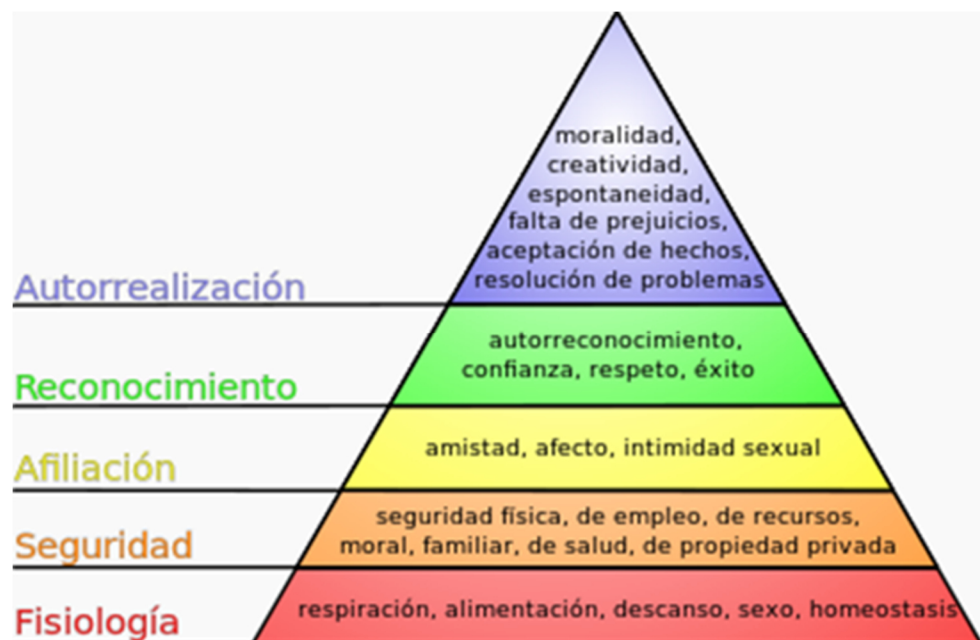 moralidad,
creatividad,
espontaneidad,
falta de prejuicios,
aceptación de hechos,
resolución de problemas
Autorrealización
autorreconocimiento,
confianza, respeto, éxito
Reconocimiento
amistad, afecto, intimidad sexual
Afiliación
seguridad física, de empleo, de recursos,
moral, familiar, de salud, de propiedad privada
Seguridad
respiración, alimentación, descanso, sexo, homeostasis
Fisiología